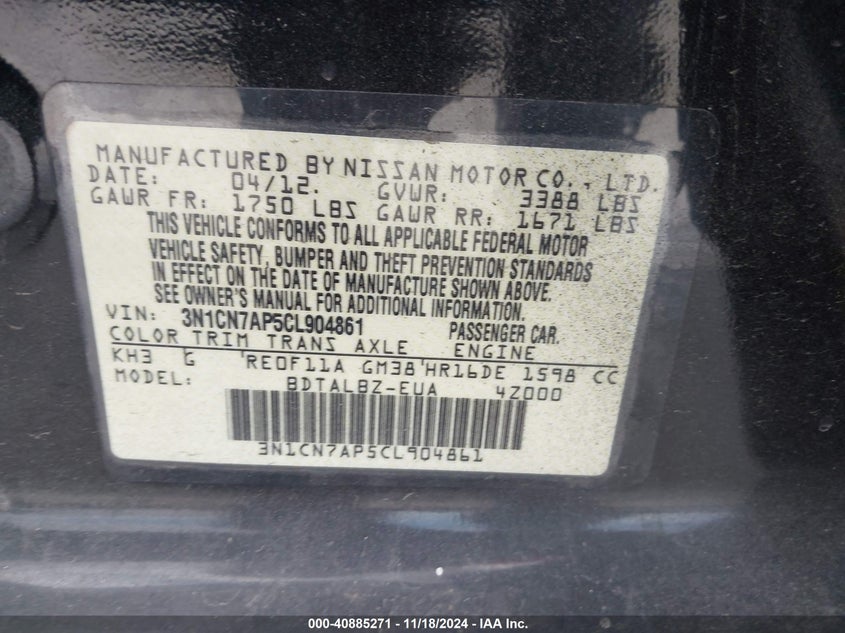 MANUFACTURED BY NISSAN MOTOR CO., LTD.
DATE: 04/12. GVWR: 3388 LBS
GAWR FR: 1750 LBS GAWR RR: 1671 LBS
THIS VEHICLE CONFORMS TO ALL APPLICABLE FEDERAL MOTOR
VEHICLE SAFETY, BUMPER AND THEFT PREVENTION STANDARDS
IN EFFECT ON THE DATE OF MANUFACTURE SHOWN ABOVE.
SEE OWNER'S MANUAL FOR ADDITIONAL INFORMATION.
VIN: 3N1CN7AP5CL904861 PASSENGER CAR.
COLOR TRIM TRANS AXLE ENGINE
KH3 G 'RE0F11A GM38'HR16DE 1598 CC
MODEL: BDTALBZ-EUA 4Z000
3N1CN7AP5CL904861
000-40885271 - 11/18/2024 - IAA Inc.